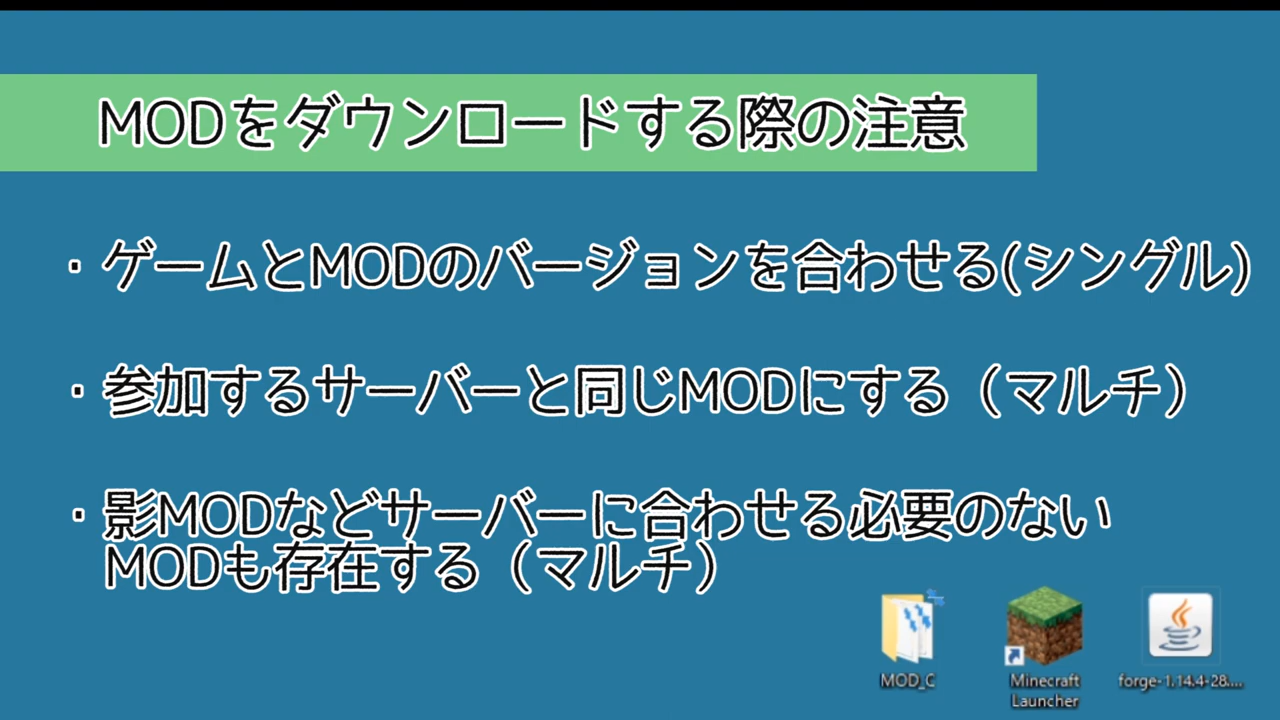 MODをダウンロードする際の注意
・ゲームとMODのバージョンを合わせる(シングル)
・参加するサーバーと同じMODにする（マルチ）
・影MODなどサーバーに合わせる必要のない
MODも存在する（マルチ）
MOD_C
Minecraft
Launcher
forge-1.14.4-28....